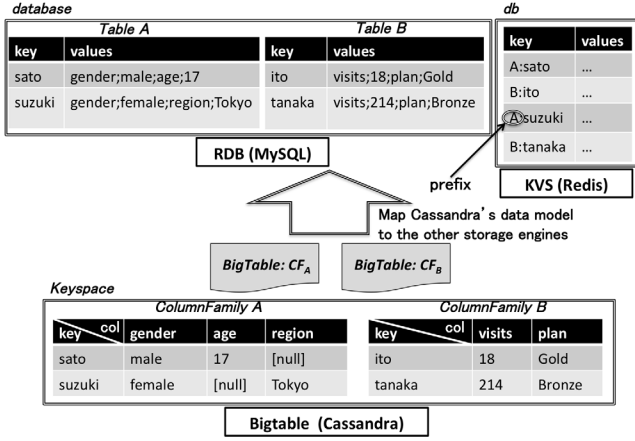 database
Table A
Table B
key values
key values
sato gender;male;age;17
ito visits;18;plan;Gold
suzuki gender;female;region;Tokyo
tanaka visits;214;plan;Bronze
RDB (MySQL)
db
key values
A:sato ...
B:ito ...
A:suzuki ...
B:tanaka ...
prefix
KVS (Redis)
Map Cassandra's data model
to the other storage engines
BigTable: CFA
BigTable: CFB
Keyspace
ColumnFamily A
key col gender age region
sato male 17 [null]
suzuki female [null] Tokyo
ColumnFamily B
key col visits plan
ito 18 Gold
tanaka 214 Bronze
Bigtable (Cassandra)